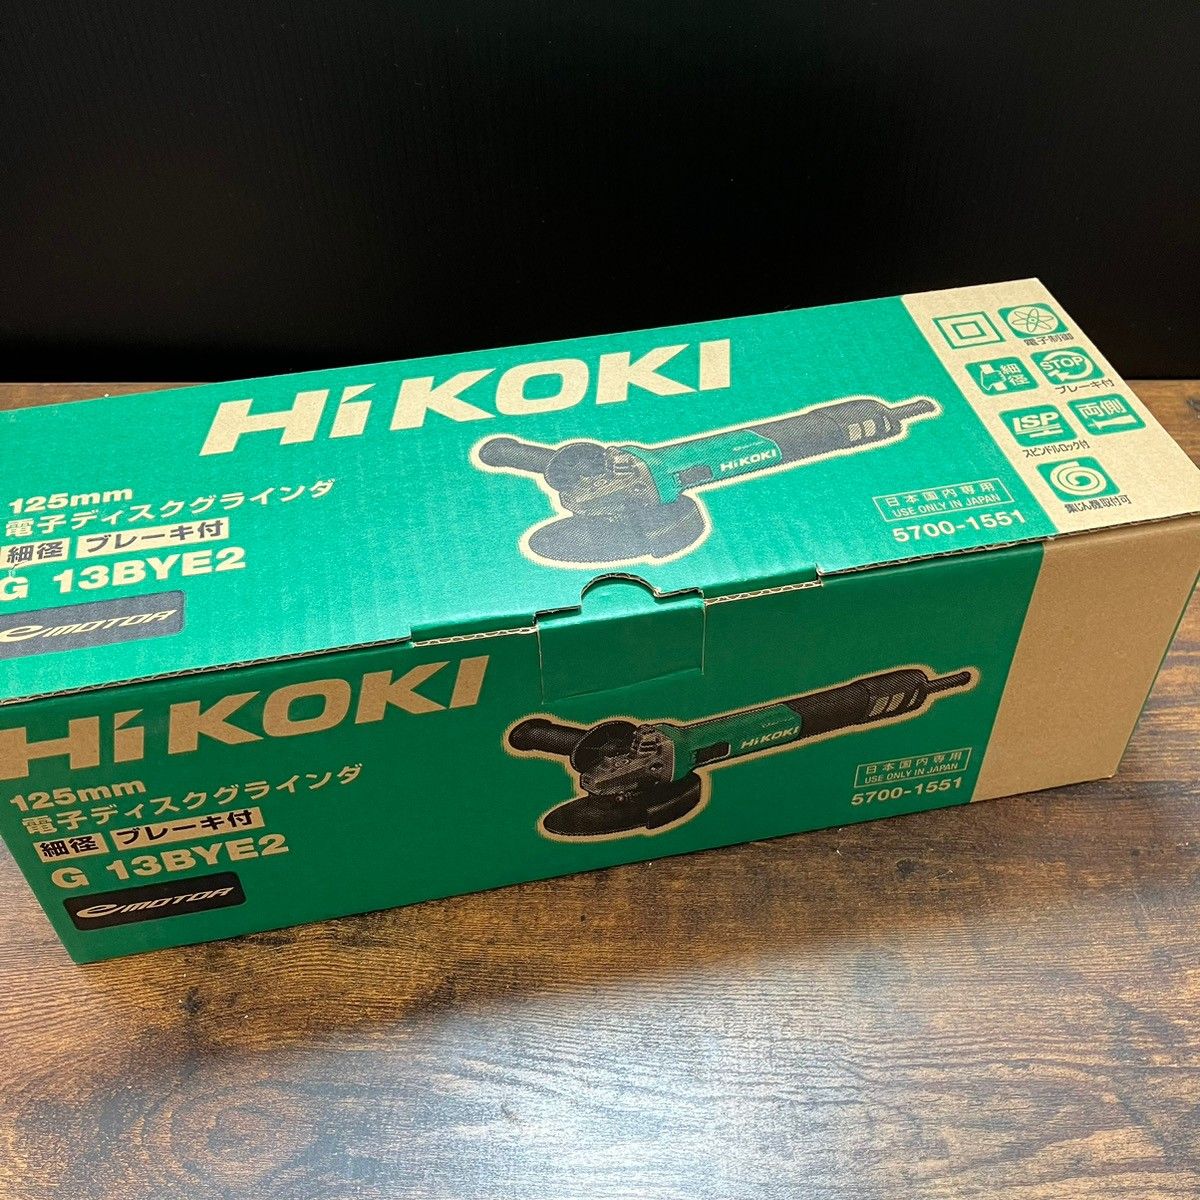 HiKOKI
125mm
電子ディスクグラインダ
細径 ブレーキ付
G 13BYE2
e MOTOR
HiKOKI
日本国内専用
USE ONLY IN JAPAN
5700-1551
電子制御
細径
STOP
ブレーキ付
LSP
スピンドルロック付
両側
集じん機取付可
HiKOKI
125mm
電子ディスクグラインダ
細径 ブレーキ付
G 13BYE2
e MOTOR
HiKOKI
日本国内専用
USE ONLY IN JAPAN
5700-1551